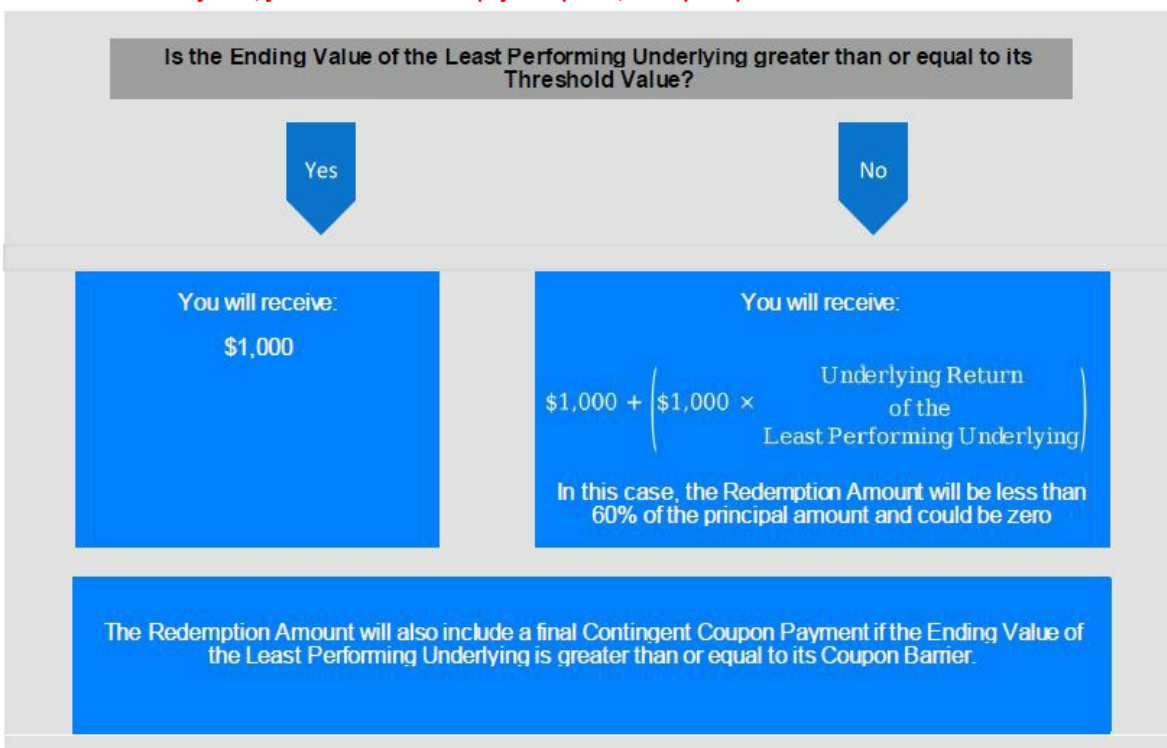 Is the Ending Value of the Least Performing Underlying greater than or equal to its
Threshold Value?
Yes
No
You will receive:
$1,000
You will receive:
$1,000 + ($1,000 × Underlying Return
of the
Least Performing Underlying)
In this case, the Redemption Amount will be less than
60% of the principal amount and could be zero
The Redemption Amount will also include a final Contingent Coupon Payment if the Ending Value of
the Least Performing Underlying is greater than or equal to its Coupon Barrier.